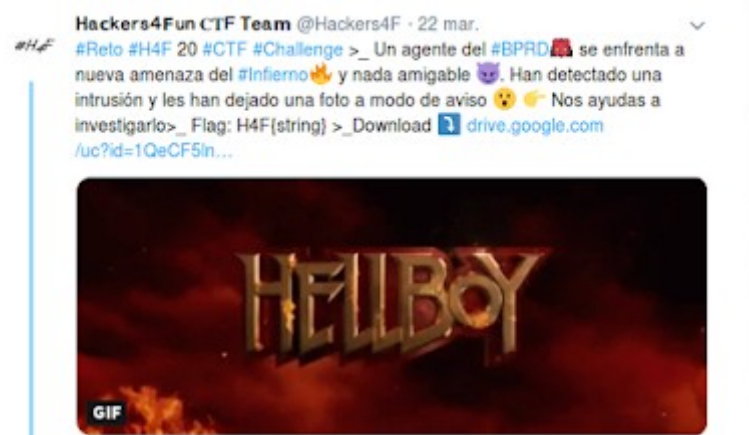 Hackers4Fun CTF Team @Hackers4F · 22 mar.
#H4F
#Reto #H4F 20 #CTF #Challenge >_ Un agente del #BPRD se enfrenta a
nueva amenaza del #Infierno🔥 y nada amigable 😈. Han detectado una
intrusión y les han dejado una foto a modo de aviso 😮 👉 Nos ayudas a
investigarlo>_ Flag: H4F{string} >_Download ⤵ drive.google.com
/uc?id=1QeCF5In…
HELLBOY
GIF